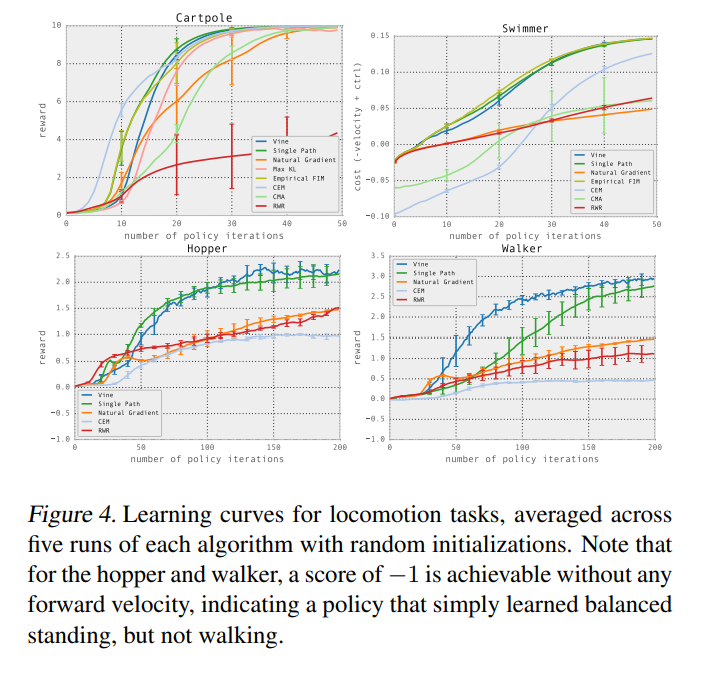 Cartpole
10
8
6
4
2
0
reward
0 10 20 30 40 50
number of policy iterations
Vine
Single Path
Natural Gradient
Max KL
Empirical FIM
CEM
CMA
RWR
Swimmer
0.15
0.10
0.05
0.00
−0.05
−0.10
cost (-velocity + ctrl)
0 10 20 30 40 50
number of policy iterations
Vine
Single Path
Natural Gradient
Empirical FIM
CEM
CMA
RWR
Hopper
2.5
2.0
1.5
1.0
0.5
0.0
−0.5
−1.0
reward
0 50 100 150 200
number of policy iterations
Vine
Single Path
Natural Gradient
CEM
RWR
Walker
3.5
3.0
2.5
2.0
1.5
1.0
0.5
0.0
−0.5
−1.0
reward
0 50 100 150 200
number of policy iterations
Vine
Single Path
Natural Gradient
CEM
RWR
Figure 4. Learning curves for locomotion tasks, averaged across
five runs of each algorithm with random initializations. Note that
for the hopper and walker, a score of −1 is achievable without any
forward velocity, indicating a policy that simply learned balanced
standing, but not walking.